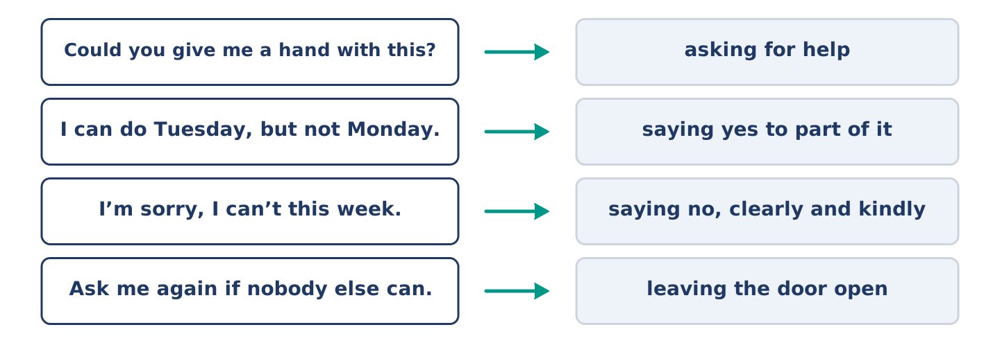 Could you give me a hand with this?
asking for help
I can do Tuesday, but not Monday.
saying yes to part of it
I’m sorry, I can’t this week.
saying no, clearly and kindly
Ask me again if nobody else can.
leaving the door open